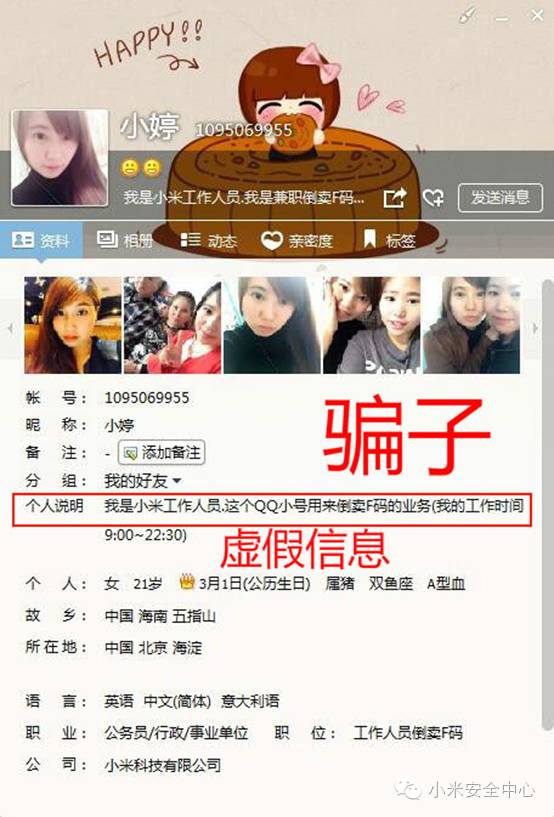 HAPPY!!
小婷 1095069955
我是小米工作人员.我是兼职倒卖F码...
发送消息
资料 相册 动态 亲密度 标签
帐 号： 1095069955
昵 称： 小婷
骗子
备 注： - 添加备注
分 组： 我的好友
个人说明 我是小米工作人员.这个QQ小号用来倒卖F码的业务(我的工作时间
9:00~22:30)
虚假信息
个 人： 女 21岁 3月1日(公历生日) 属猪 双鱼座 A型血
故 乡： 中国 海南 五指山
所在地： 中国 北京 海淀
语 言： 英语 中文(简体) 意大利语
职 业： 公务员/行政/事业单位 职 位： 工作人员倒卖F码
公 司： 小米科技有限公司
小米安全中心